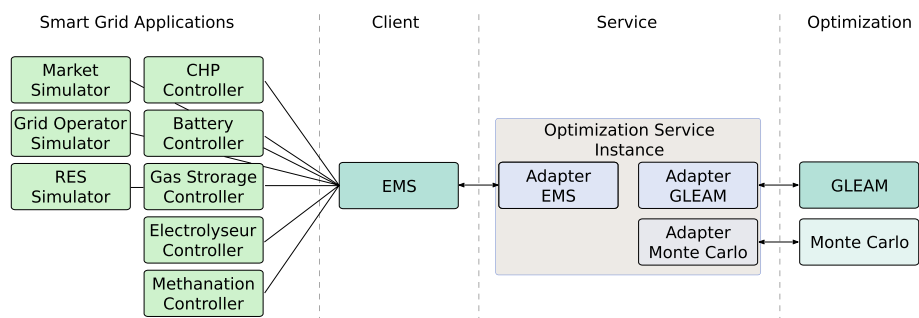 Smart Grid Applications
Client
Service
Optimization
Market
Simulator
CHP
Controller
Grid Operator
Simulator
Battery
Controller
RES
Simulator
Gas Strorage
Controller
Electrolyseur
Controller
Methanation
Controller
EMS
Optimization Service
Instance
Adapter
EMS
Adapter
GLEAM
Adapter
Monte Carlo
GLEAM
Monte Carlo